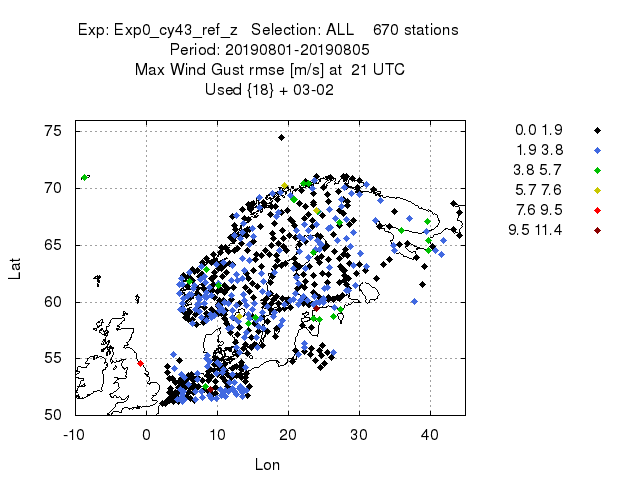 Exp: Exp0_cy43_ref_z   Selection: ALL    670 stations
Period: 20190801-20190805
Max Wind Gust rmse [m/s] at  21 UTC
Used {18} + 03-02
0.0 1.9
1.9 3.8
3.8 5.7
5.7 7.6
7.6 9.5
9.5 11.4
75
70
65
60
55
50
Lat
-10 0 10 20 30 40
Lon